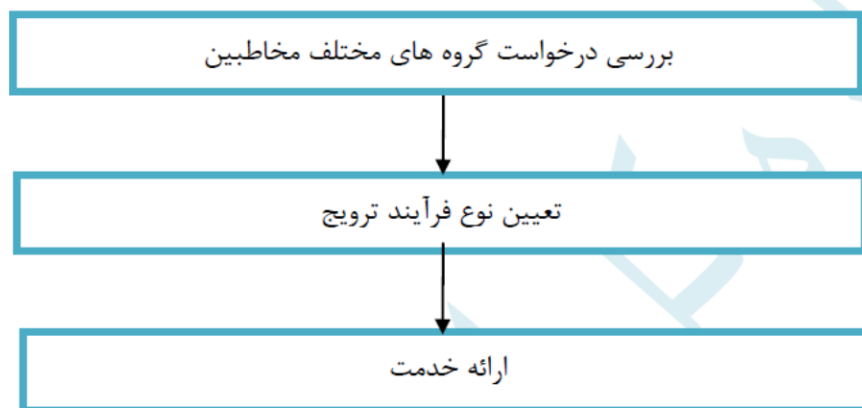 بررسی درخواست گروه های مختلف مخاطبین
تعیین نوع فرآیند ترویج
ارائه خدمت